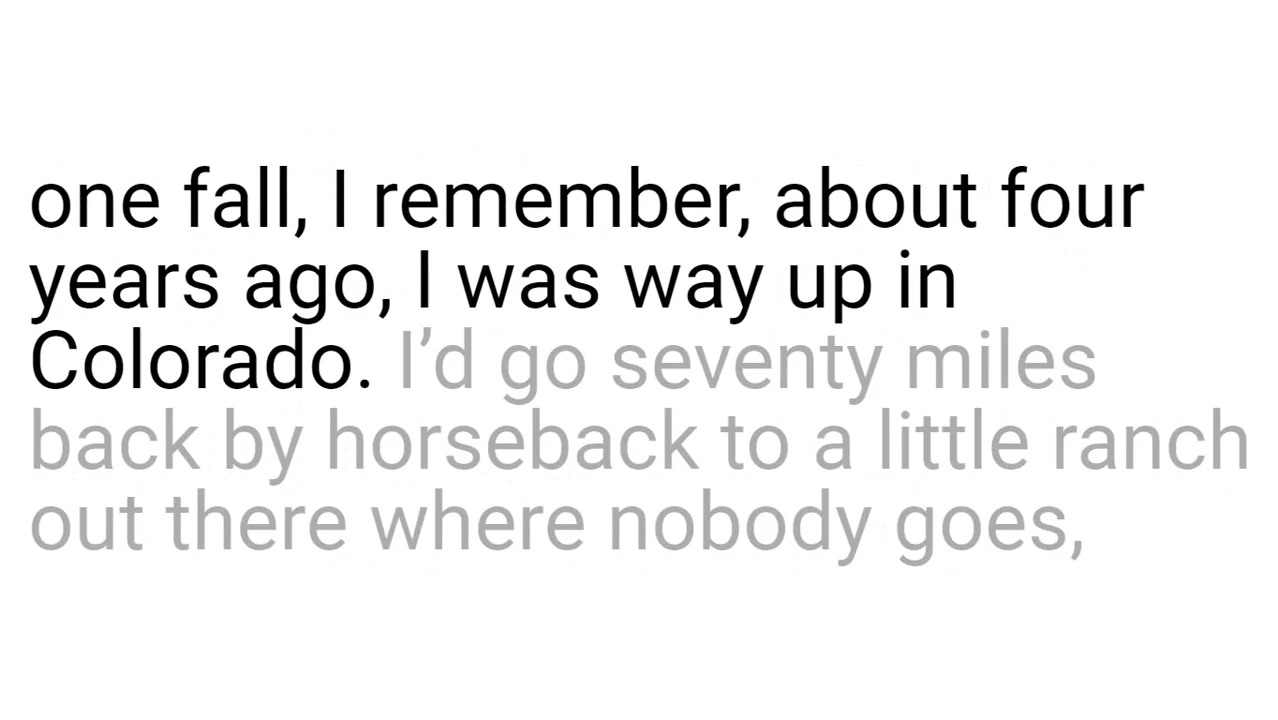 one fall, I remember, about four
years ago, I was way up in
Colorado. I’d go seventy miles
back by horseback to a little ranch
out there where nobody goes,